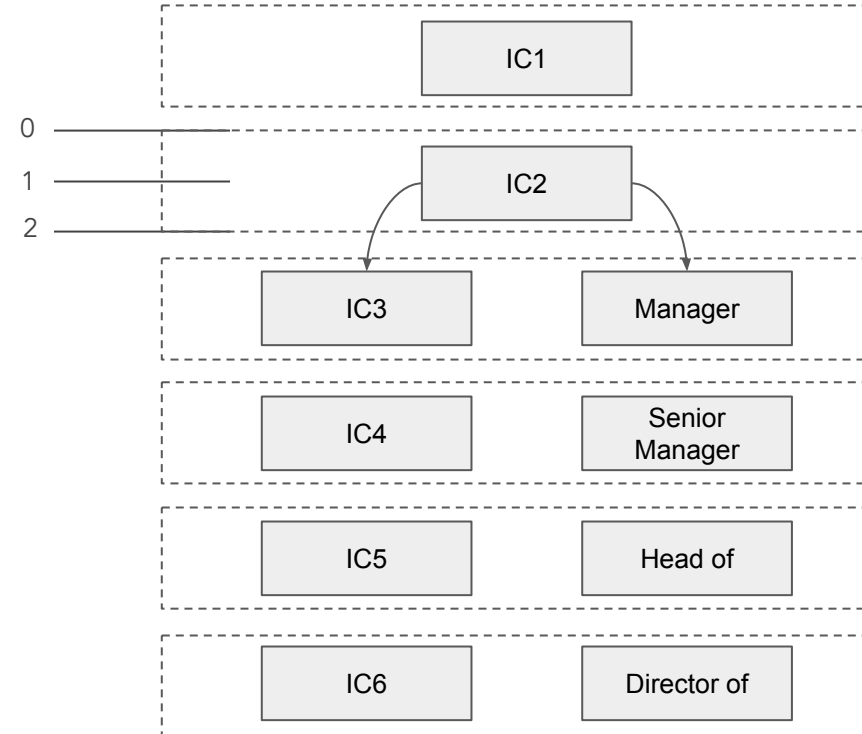 IC1
0
1
IC2
2
IC3
Manager
IC4
Senior
Manager
IC5
Head of
IC6
Director of